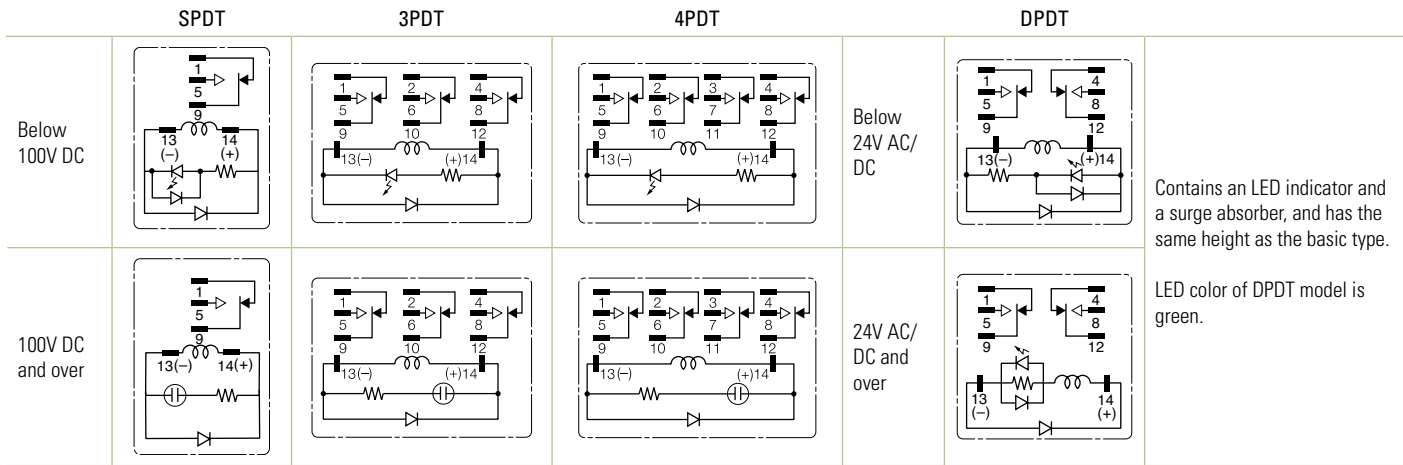 SPDT 3PDT 4PDT DPDT
Below
100V DC
1
5
9
13 14
(–) (+)
1 2 4
5 6 8
9 10 12
13(–) (+)14
1 2 3 4
5 6 7 8
9 10 11 12
13(–) (+)14
Below
24V AC/
DC
1 4
5 8
9 12
13(–) (+)14
Contains an LED indicator and
a surge absorber, and has the
same height as the basic type.
LED color of DPDT model is
green.
100V DC
and over
1
5
9
13(–) 14(+)
1 2 4
5 6 8
9 10 12
13(–) (+)14
1 2 3 4
5 6 7 8
9 10 11 12
13(–) (+)14
24V AC/
DC and
over
1 4
5 8
9 12
13 14
(–) (+)